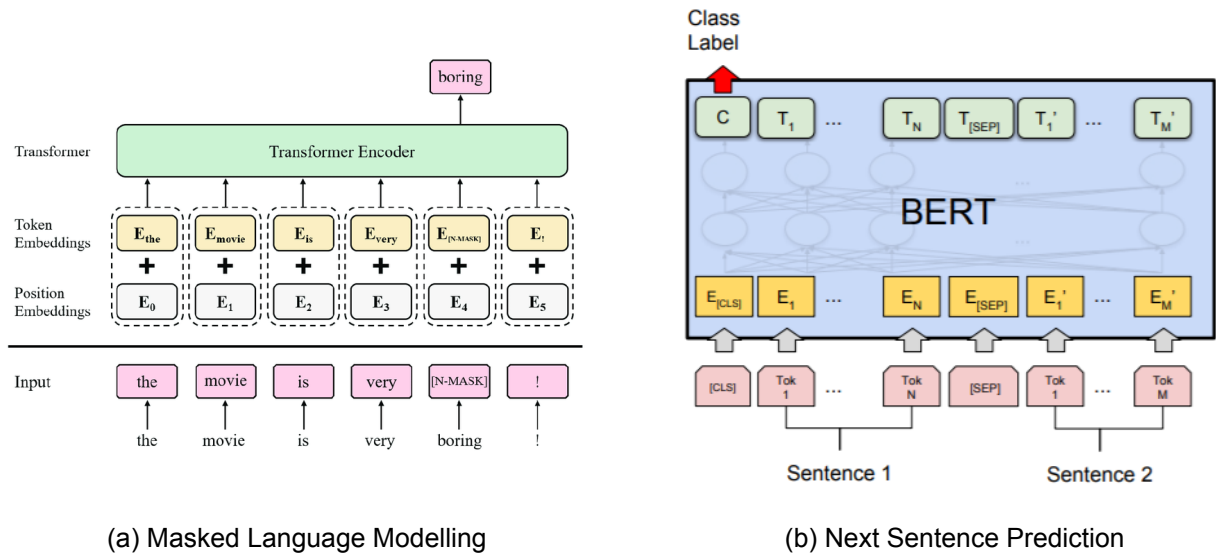 boring
Transformer
Transformer Encoder
Token
Embeddings
E_the E_movie E_is E_very E_[N-MASK] E_!
+ + + + + +
Position
Embeddings
E_0 E_1 E_2 E_3 E_4 E_5
Input
the movie is very [N-MASK] !
the movie is very boring !
(a) Masked Language Modelling
Class
Label
C T_1 ... T_N T_[SEP] T_1' ... T_M'
...
BERT
...
E_[CLS] E_1 ... E_N E_[SEP] E_1' ... E_M'
[CLS] Tok 1 ... Tok N [SEP] Tok 1 ... Tok M
Sentence 1 Sentence 2
(b) Next Sentence Prediction